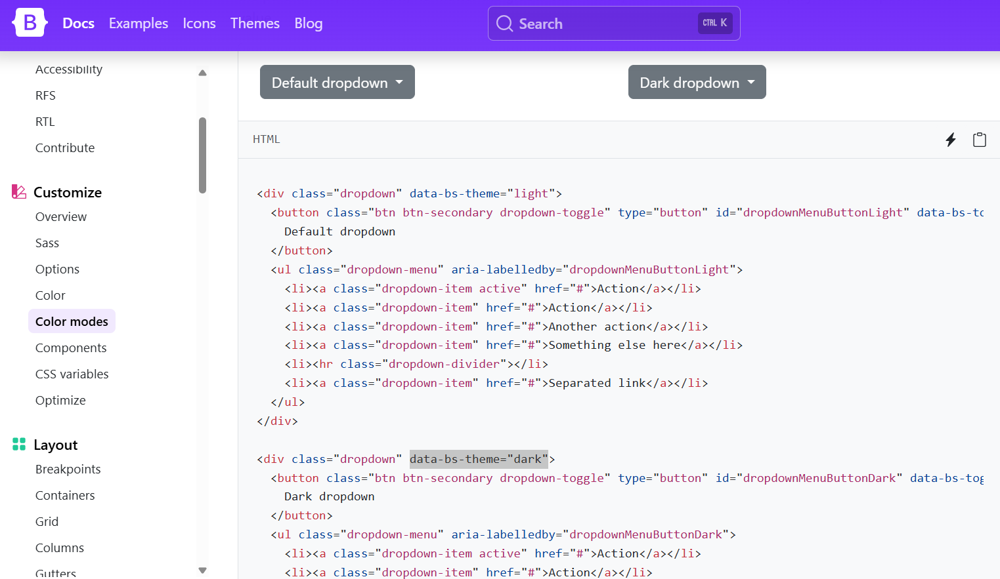 B Docs Examples Icons Themes Blog Search CTRL K
Accessibility
RFS
RTL
Contribute
Customize
Overview
Sass
Options
Color
Color modes
Components
CSS variables
Optimize
Layout
Breakpoints
Containers
Grid
Columns
Gutters
Default dropdown
Dark dropdown
HTML
<div class="dropdown" data-bs-theme="light">
  <button class="btn btn-secondary dropdown-toggle" type="button" id="dropdownMenuButtonLight" data-bs-to
    Default dropdown
  </button>
  <ul class="dropdown-menu" aria-labelledby="dropdownMenuButtonLight">
    <li><a class="dropdown-item active" href="#">Action</a></li>
    <li><a class="dropdown-item" href="#">Action</a></li>
    <li><a class="dropdown-item" href="#">Another action</a></li>
    <li><a class="dropdown-item" href="#">Something else here</a></li>
    <li><hr class="dropdown-divider"></li>
    <li><a class="dropdown-item" href="#">Separated link</a></li>
  </ul>
</div>
<div class="dropdown" data-bs-theme="dark">
  <button class="btn btn-secondary dropdown-toggle" type="button" id="dropdownMenuButtonDark" data-bs-tog
    Dark dropdown
  </button>
  <ul class="dropdown-menu" aria-labelledby="dropdownMenuButtonDark">
    <li><a class="dropdown-item active" href="#">Action</a></li>
    <li><a class="dropdown-item" href="#">Action</a></li>